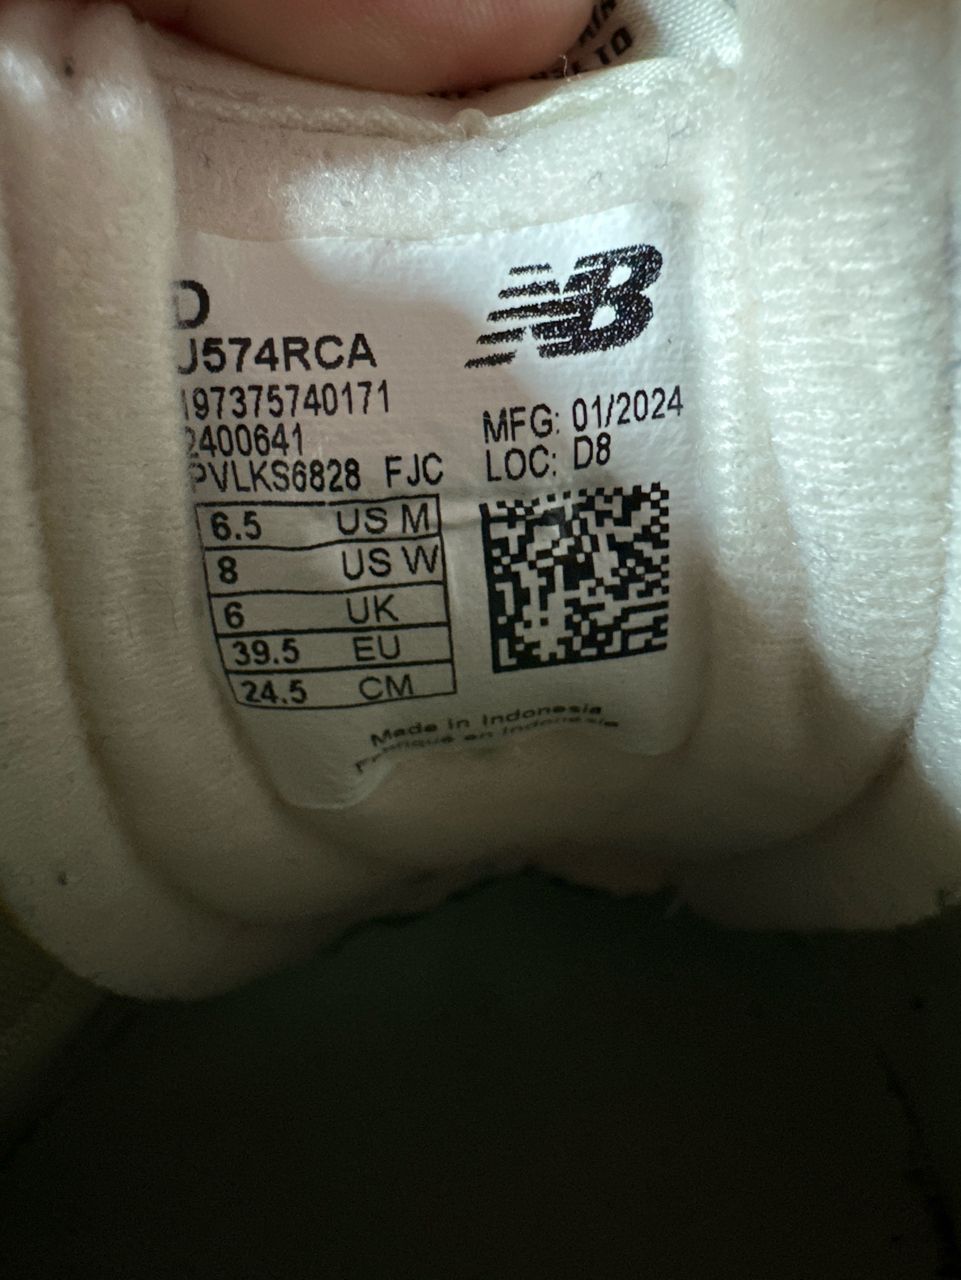 D
U574RCA
197375740171
2400641
PVLKS6828 FJC
NB
MFG: 01/2024
LOC: D8
6.5 US M
8 US W
6 UK
39.5 EU
24.5 CM
Made in Indonesia
Fabriqué en Indonésie